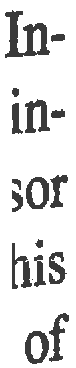 In-
in-
sor
his
of